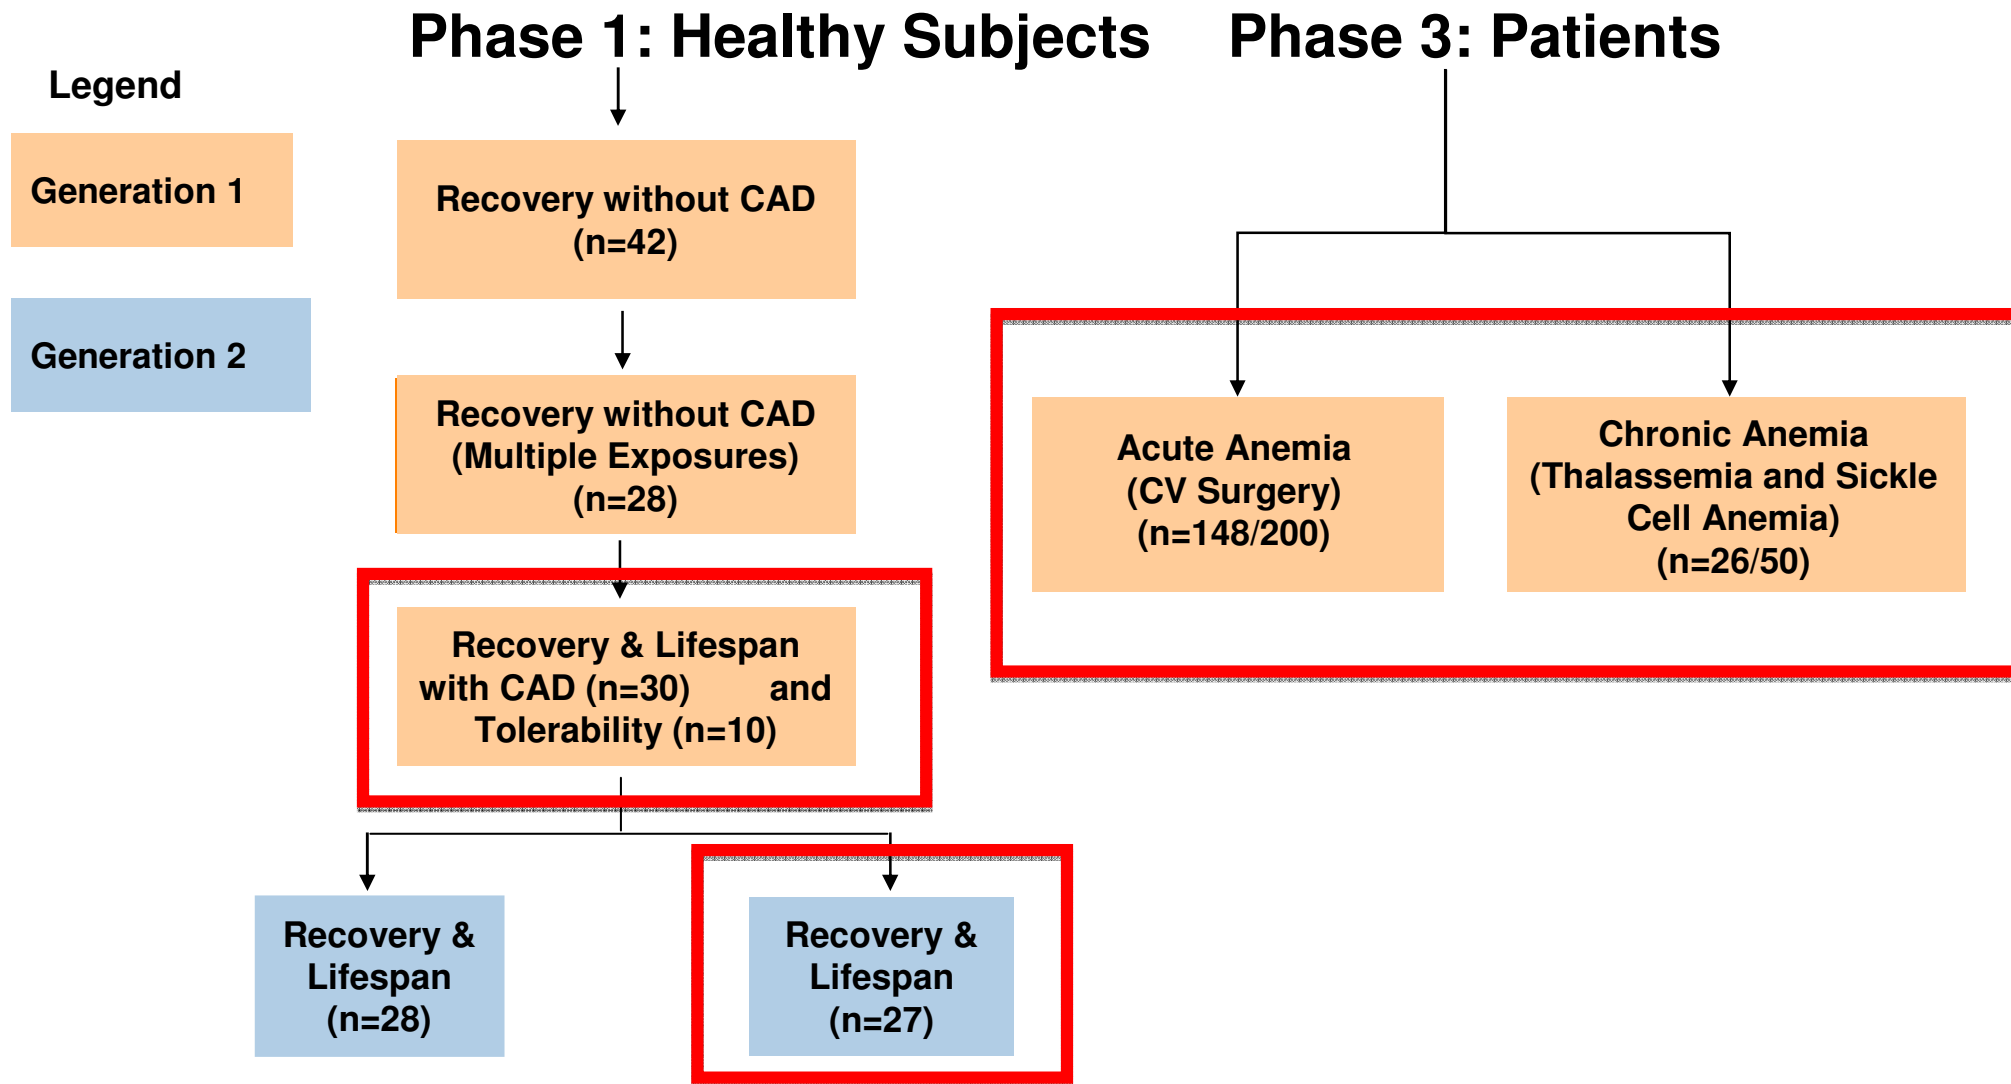 Phase 1: Healthy Subjects
Phase 3: Patients
Legend
Generation 1
Generation 2
Recovery without CAD
(n=42)
Recovery without CAD
(Multiple Exposures)
(n=28)
Recovery & Lifespan
with CAD (n=30) and
Tolerability (n=10)
Recovery &
Lifespan
(n=28)
Recovery &
Lifespan
(n=27)
Acute Anemia
(CV Surgery)
(n=148/200)
Chronic Anemia
(Thalassemia and Sickle
Cell Anemia)
(n=26/50)